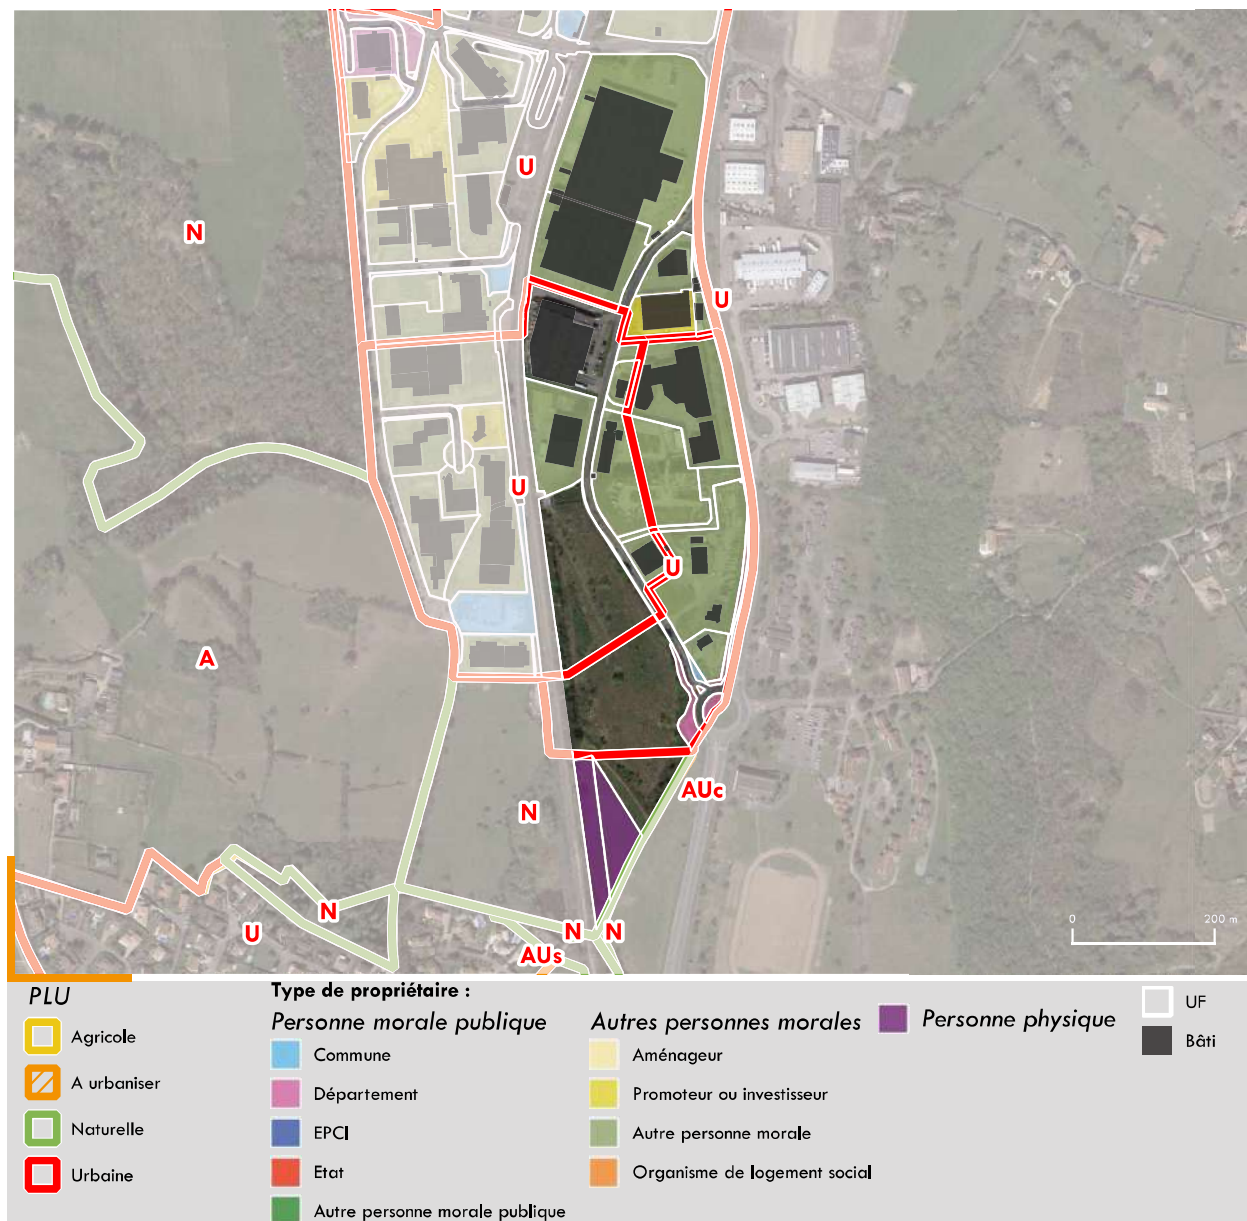 U
N
U
U
U
A
AUc
N
N
U
N
N
AUs
0 200 m
PLU
Agricole
A urbaniser
Naturelle
Urbaine
Type de propriétaire :
Personne morale publique
Commune
Département
EPCI
Etat
Autre personne morale publique
Autres personnes morales
Aménageur
Promoteur ou investisseur
Autre personne morale
Organisme de logement social
Personne physique
UF
Bâti